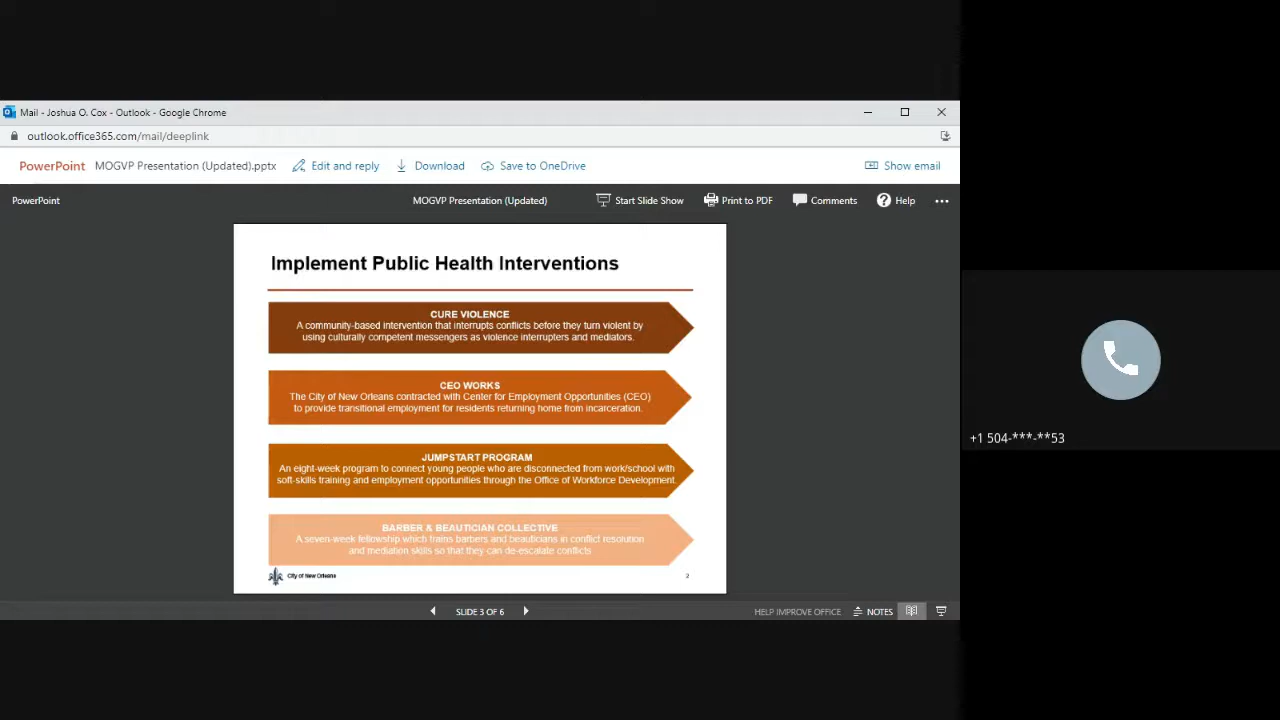 Mail - Joshua O. Cox - Outlook - Google Chrome
outlook.office365.com/mail/deeplink
PowerPoint MOGVP Presentation (Updated).pptx Edit and reply Download Save to OneDrive Show email
PowerPoint MOGVP Presentation (Updated) Start Slide Show Print to PDF Comments Help
Implement Public Health Interventions
CURE VIOLENCE
A community-based intervention that interrupts conflicts before they turn violent by
using culturally competent messengers as violence interrupters and mediators.
CEO WORKS
The City of New Orleans contracted with Center for Employment Opportunities (CEO)
to provide transitional employment for residents returning home from incarceration.
JUMPSTART PROGRAM
An eight-week program to connect young people who are disconnected from work/school with
soft-skills training and employment opportunities through the Office of Workforce Development.
BARBER & BEAUTICIAN COLLECTIVE
A seven-week fellowship which trains barbers and beauticians in conflict resolution
and mediation skills so that they can de-escalate conflicts
City of New Orleans 2
SLIDE 3 OF 6 HELP IMPROVE OFFICE NOTES
+1 504-***-**53